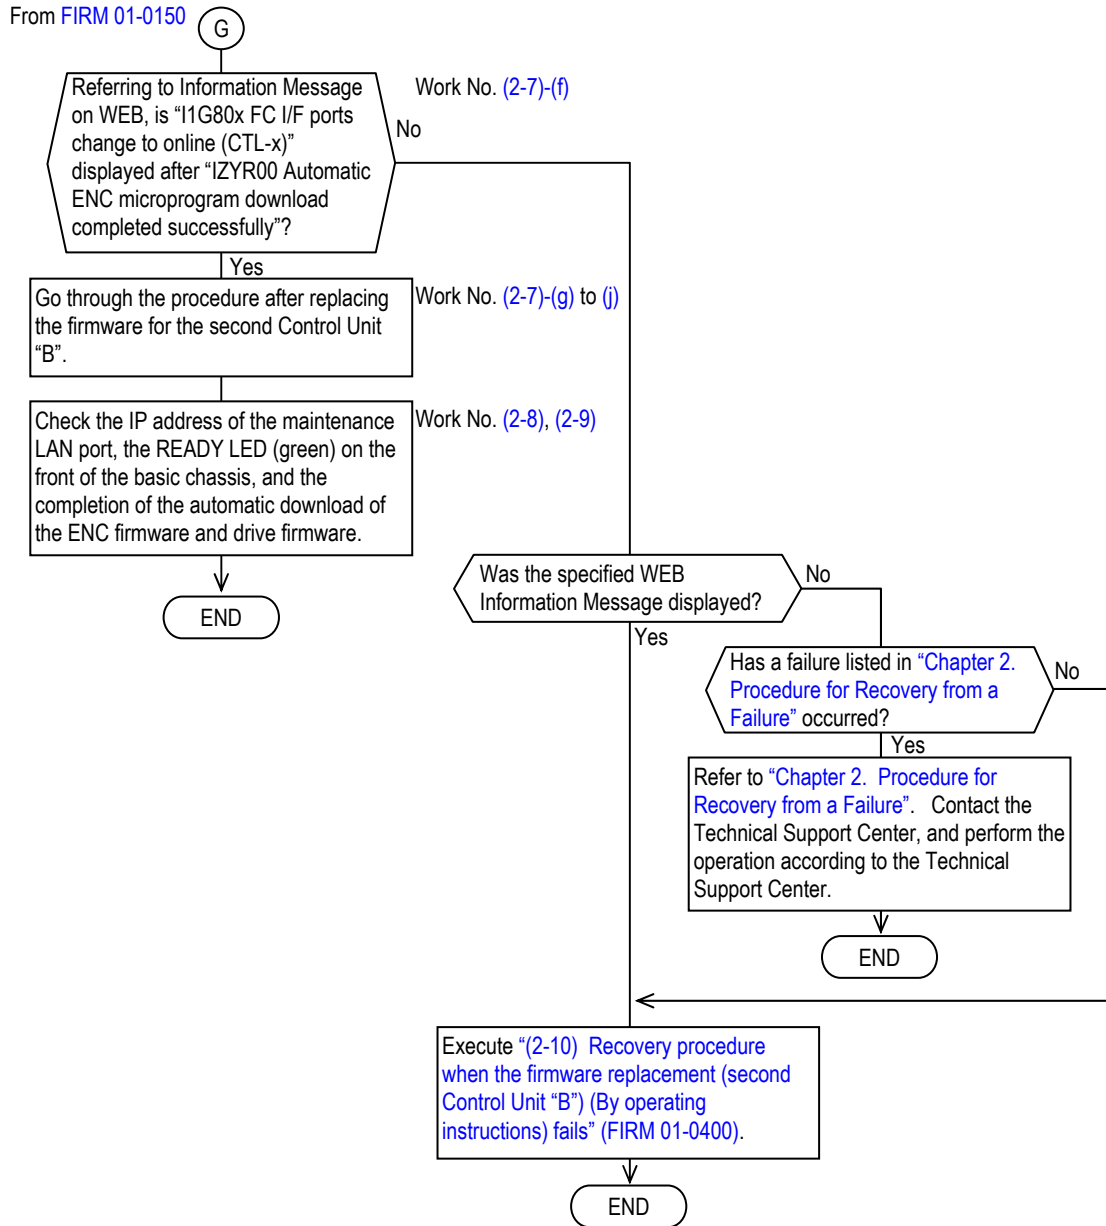 From FIRM 01-0150
G
Referring to Information Message
on WEB, is “I1G80x FC I/F ports
change to online (CTL-x)”
displayed after “IZYR00 Automatic
ENC microprogram download
completed successfully”?
Work No. (2-7)-(f)
No
Yes
Go through the procedure after replacing
the firmware for the second Control Unit
“B”.
Work No. (2-7)-(g) to (j)
Check the IP address of the maintenance
LAN port, the READY LED (green) on the
front of the basic chassis, and the
completion of the automatic download of
the ENC firmware and drive firmware.
Work No. (2-8), (2-9)
END
Was the specified WEB
Information Message displayed?
No
Yes
Has a failure listed in “Chapter 2.
Procedure for Recovery from a
Failure” occurred?
No
Yes
Refer to “Chapter 2.  Procedure for
Recovery from a Failure”.   Contact the
Technical Support Center, and perform the
operation according to the Technical
Support Center.
END
Execute “(2-10)  Recovery procedure
when the firmware replacement (second
Control Unit “B”) (By operating
instructions) fails” (FIRM 01-0400).
END